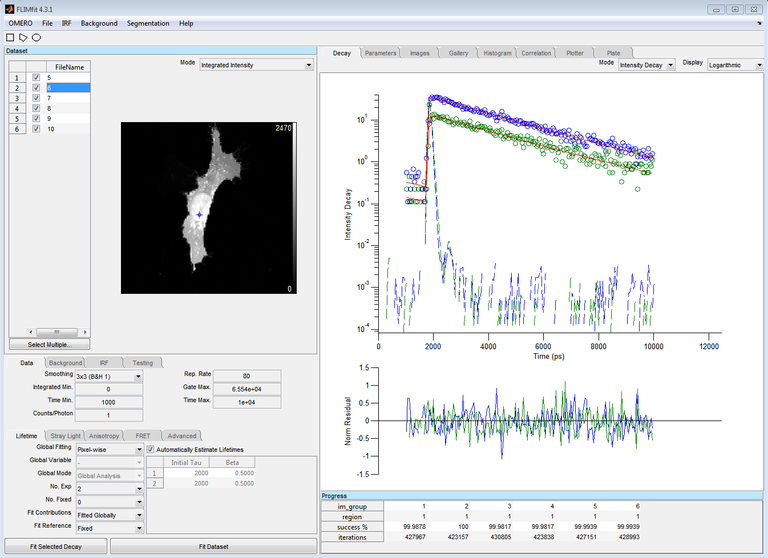 FLIMfit 4.3.1
OMERO File IRF Background Segmentation Help
Dataset
FileName
1 5
2 6
3 7
4 8
5 9
6 10
Select Multiple...
Mode Integrated Intensity
2470
0
Data Background IRF Testing
Smoothing 3x3 (B&H 1) Rep. Rate 80
Integrated Min. 0 Gate Max. 6.554e+04
Time Min. 1000 Time Max. 1e+04
Counts/Photon 1
Lifetime Stray Light Anisotropy FRET Advanced
Global Fitting Pixel-wise Automatically Estimate Lifetimes
Global Variable -
Global Mode Global Analysis
No. Exp 2
No. Fixed 0
Fit Contributions Fitted Globally
Fit Reference Fixed
Initial Tau Beta
1 2000 0.5000
2 2000 0.5000
Fit Selected Decay Fit Dataset
Decay Parameters Images Gallery Histogram Correlation Plotter Plate
Mode Intensity Decay Display Logarithmic
Intensity Decay
10^1
10^0
10^-1
10^-2
10^-3
10^-4
0 2000 4000 6000 8000 10000 12000
Time (ps)
Norm Residual
1.5
1
0.5
0
-0.5
-1
-1.5
Progress
im_group 1 2 3 4 5 6
region 1 1 1 1 1 1
success % 99.9878 100 99.9817 99.9817 99.9939 99.9939
iterations 427967 423157 430805 423838 427151 428993